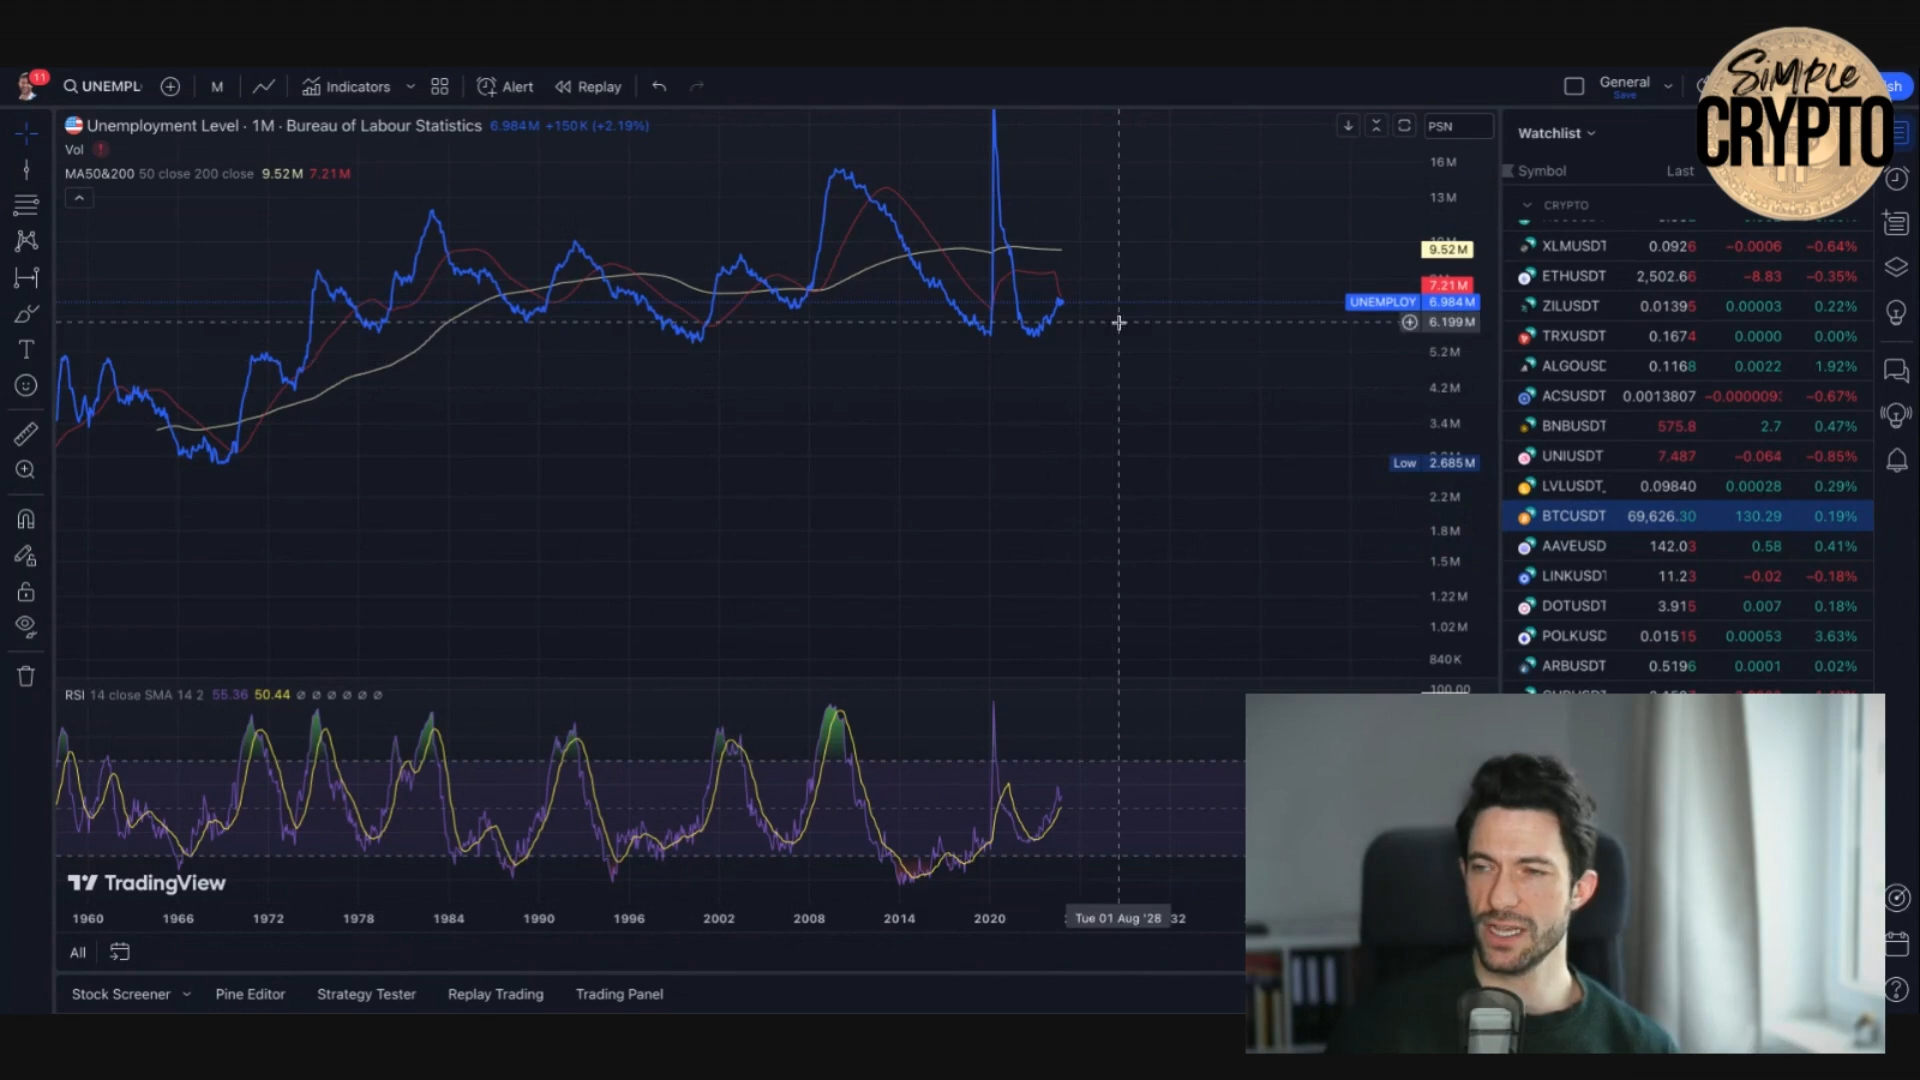 SiMPLE
CRYPTO
11
UNEMPL
M
Indicators
Alert
Replay
General
Save
sh
Unemployment Level · 1M · Bureau of Labour Statistics 6.984M +150K (+2.19%)
PSN
Vol !
MA50&200 50 close 200 close 9.52M 7.21M
16M
13M
9.52M
7.21M
UNEMPLOY 6.984M
6.199M
5.2M
4.2M
3.4M
Low 2.685M
2.2M
1.8M
1.5M
1.22M
1.02M
840K
100.00
Watchlist
Symbol Last
CRYPTO
XLMUSDT 0.0926 −0.0006 −0.64%
ETHUSDT 2,502.66 −8.83 −0.35%
ZILUSDT 0.01395 0.00003 0.22%
TRXUSDT 0.1674 0.0000 0.00%
ALGOUSD 0.1168 0.0022 1.92%
ACSUSDT 0.0013807 −0.000009 −0.67%
BNBUSDT 575.8 2.7 0.47%
UNIUSDT 7.487 −0.064 −0.85%
LVLUSDT_ 0.09840 0.00028 0.29%
BTCUSDT 69,626.30 130.29 0.19%
AAVEUSD 142.03 0.58 0.41%
LINKUSDT 11.23 −0.02 −0.18%
DOTUSDT 3.915 0.007 0.18%
POLKUSD 0.01515 0.00053 3.63%
ARBUSDT 0.5196 0.0001 0.02%
RSI 14 close SMA 14 2 55.36 50.44 ø ø ø ø ø ø
TradingView
1960 1966 1972 1978 1984 1990 1996 2002 2008 2014 2020 Tue 01 Aug '28 32
All
Stock Screener Pine Editor Strategy Tester Replay Trading Trading Panel